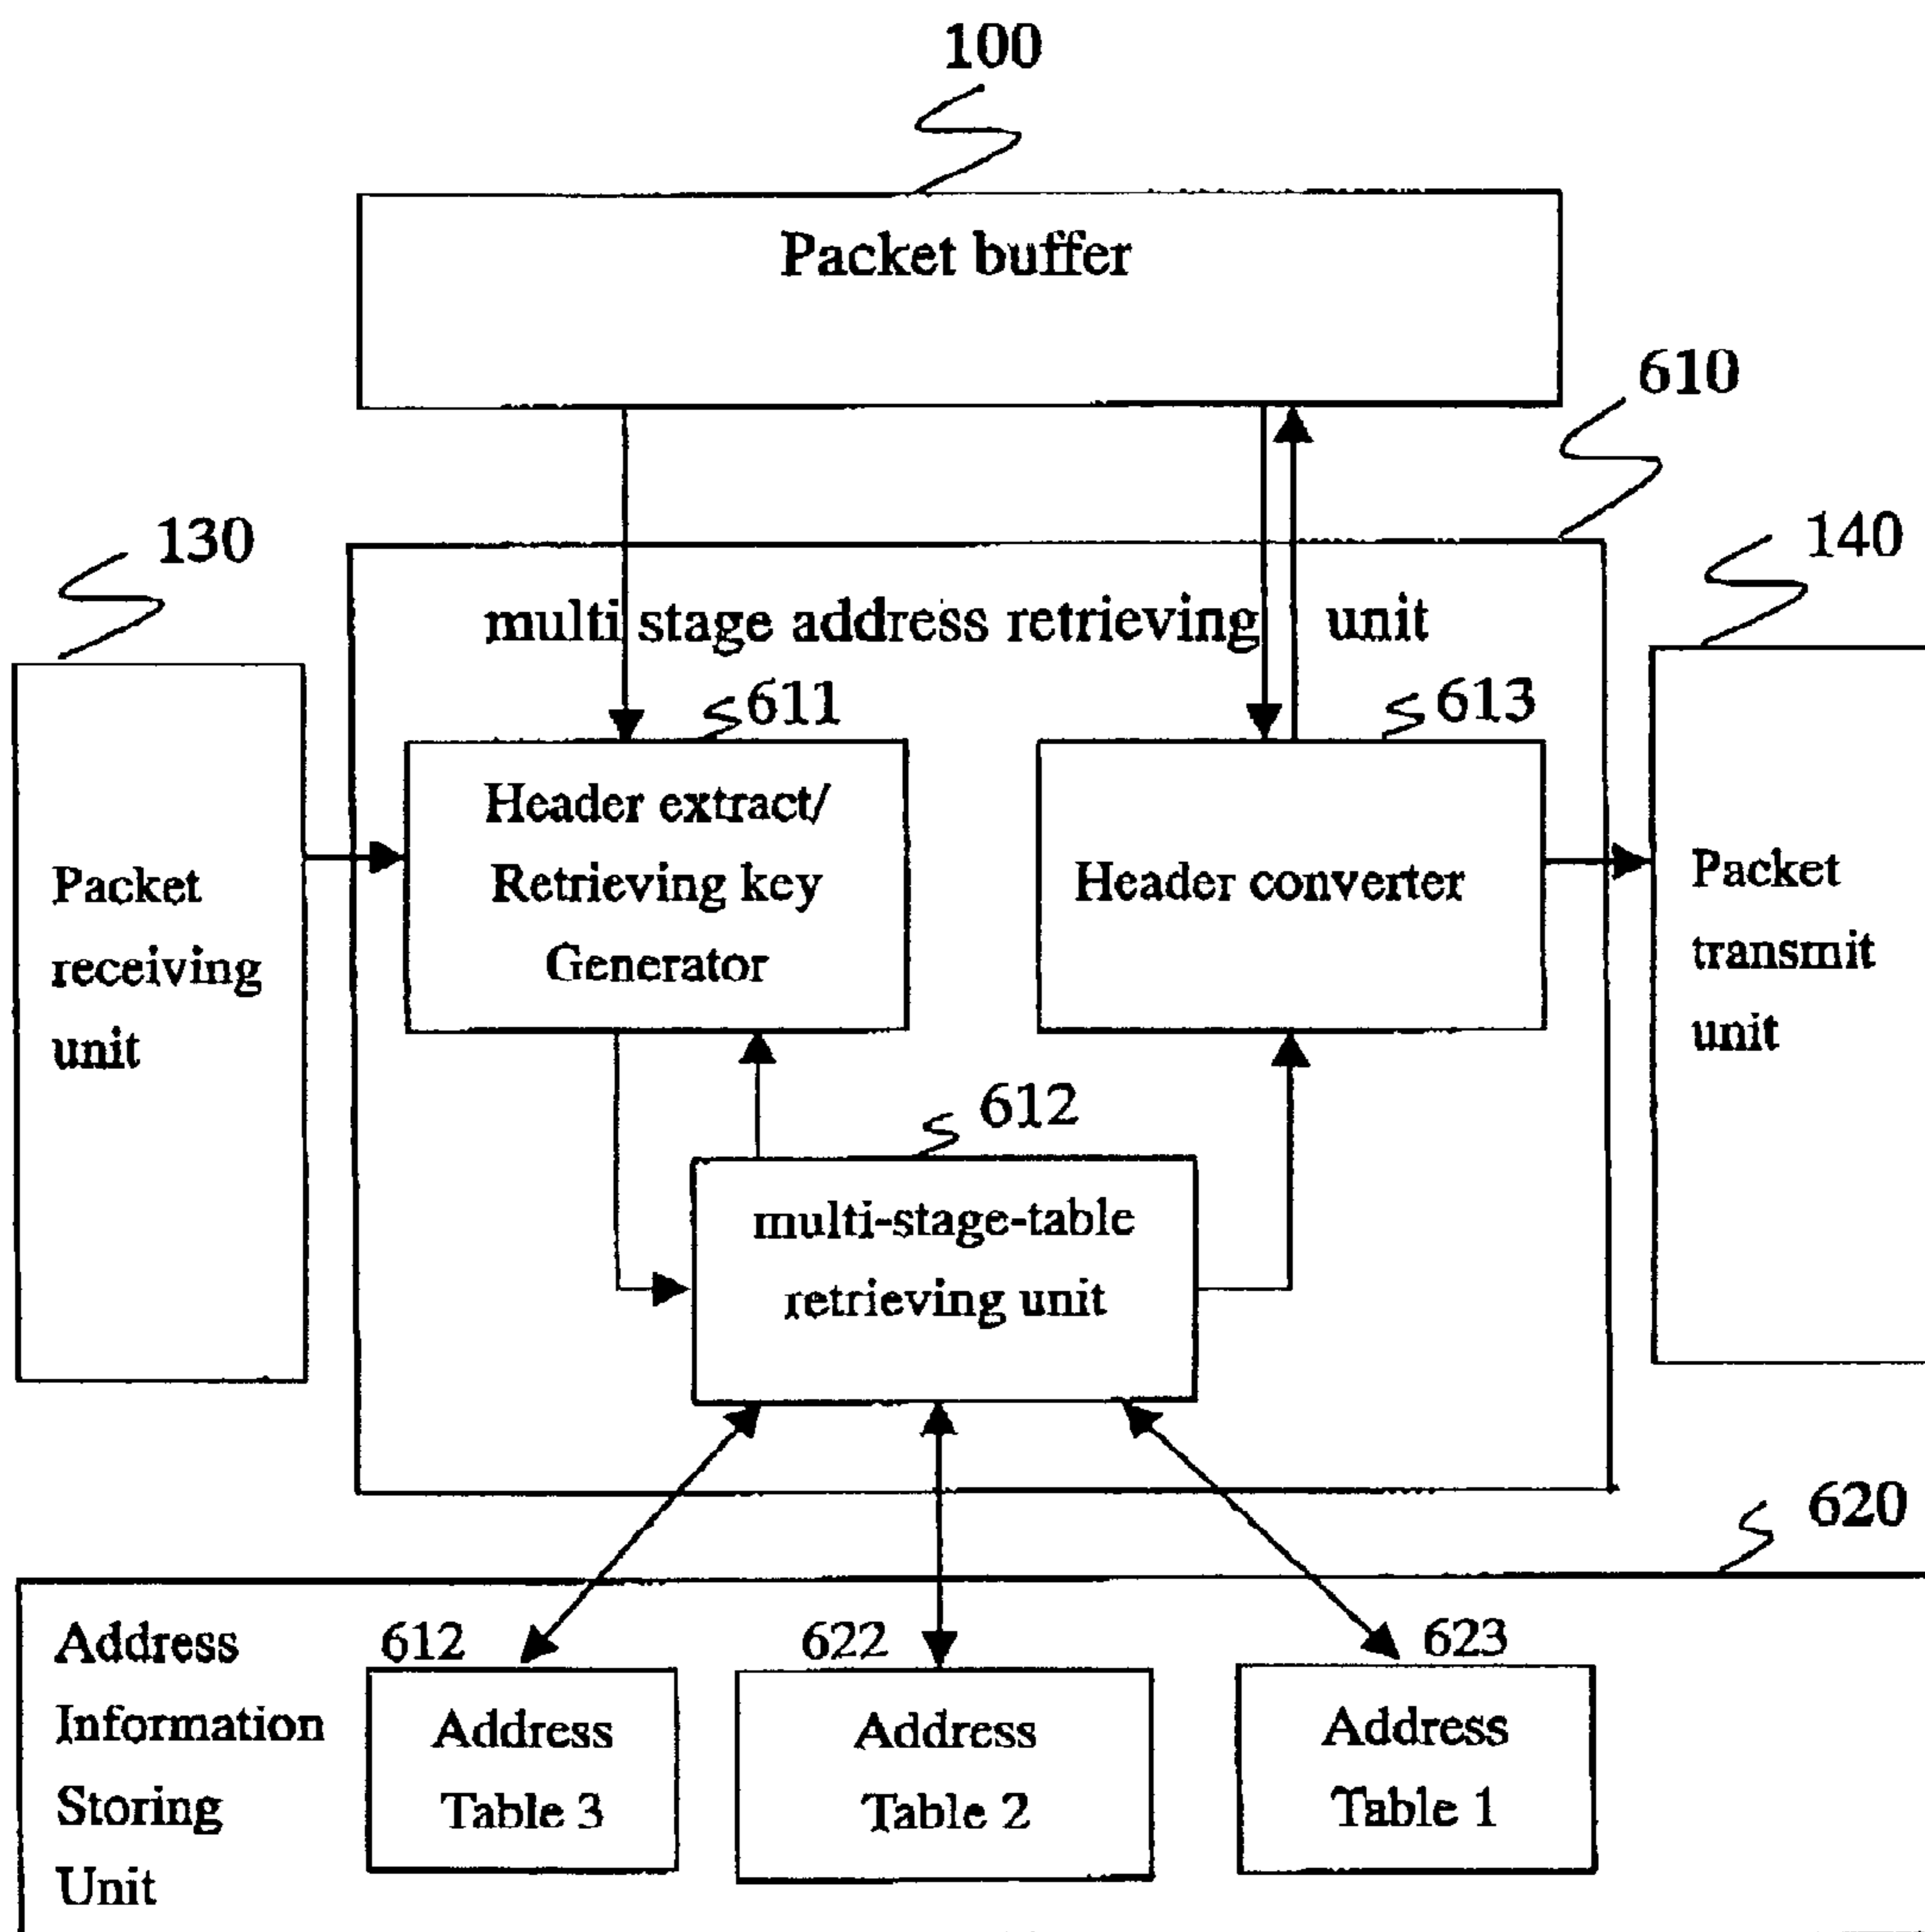 100
Packet buffer
610
130
140
multi stage address retrieving unit
611
613
Header extract/
Retrieving key
Generator
Header converter
Packet
receiving
unit
Packet
transmit
unit
612
multi-stage-table
retrieving unit
620
Address
Information
Storing
Unit
612
622
623
Address
Table 3
Address
Table 2
Address
Table 1